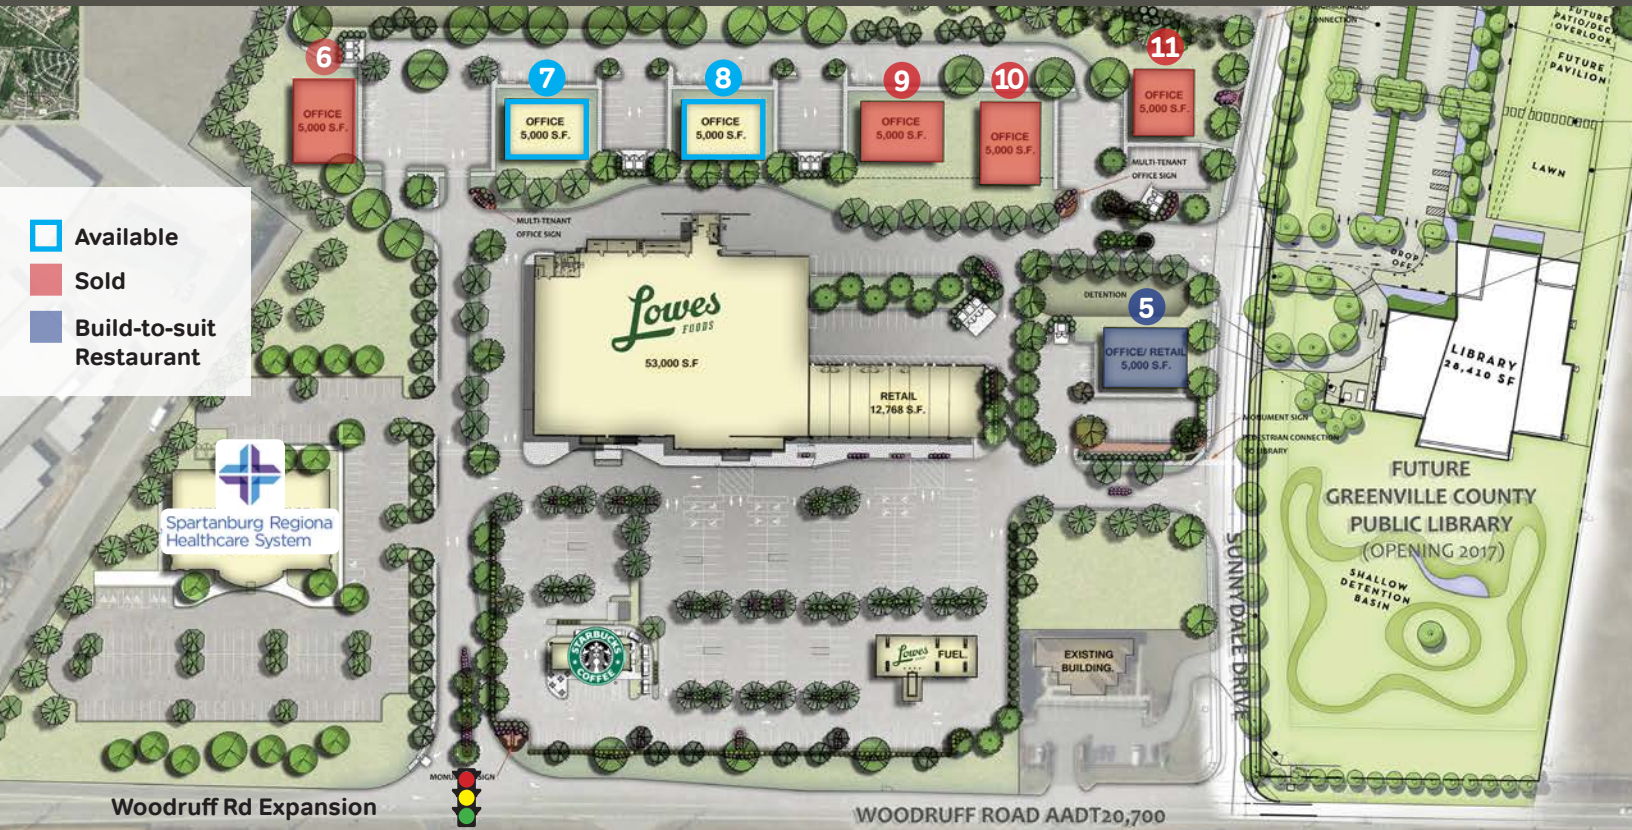 NEIGHBORHOOD
CONNECTION
FUTURE
PATIO/DECK
OVERLOOK
FUTURE
PAVILION
LAWN
6
OFFICE
5,000 S.F.
7
OFFICE
5,000 S.F.
8
OFFICE
5,000 S.F.
9
OFFICE
5,000 S.F.
10
OFFICE
5,000 S.F.
11
OFFICE
5,000 S.F.
MULTI-TENANT
OFFICE SIGN
MULTI-TENANT
OFFICE SIGN
Available
Sold
Build-to-suit
Restaurant
Lowes
FOODS
53,000 S.F
RETAIL
12,768 S.F.
DETENTION
5
OFFICE/ RETAIL
5,000 S.F.
DROP
OFF
LIBRARY
28,410 SF
MONUMENT SIGN
PEDESTRIAN CONNECTION
TO LIBRARY
FUTURE
GREENVILLE COUNTY
PUBLIC LIBRARY
(OPENING 2017)
SHALLOW
DETENTION
BASIN
Spartanburg Regiona
Healthcare System
STARBUCKS
COFFEE
Lowes
FUEL
EXISTING
BUILDING.
SUNNYDALE DRIVE
MONU
SIGN
Woodruff Rd Expansion
WOODRUFF ROAD AADT20,700